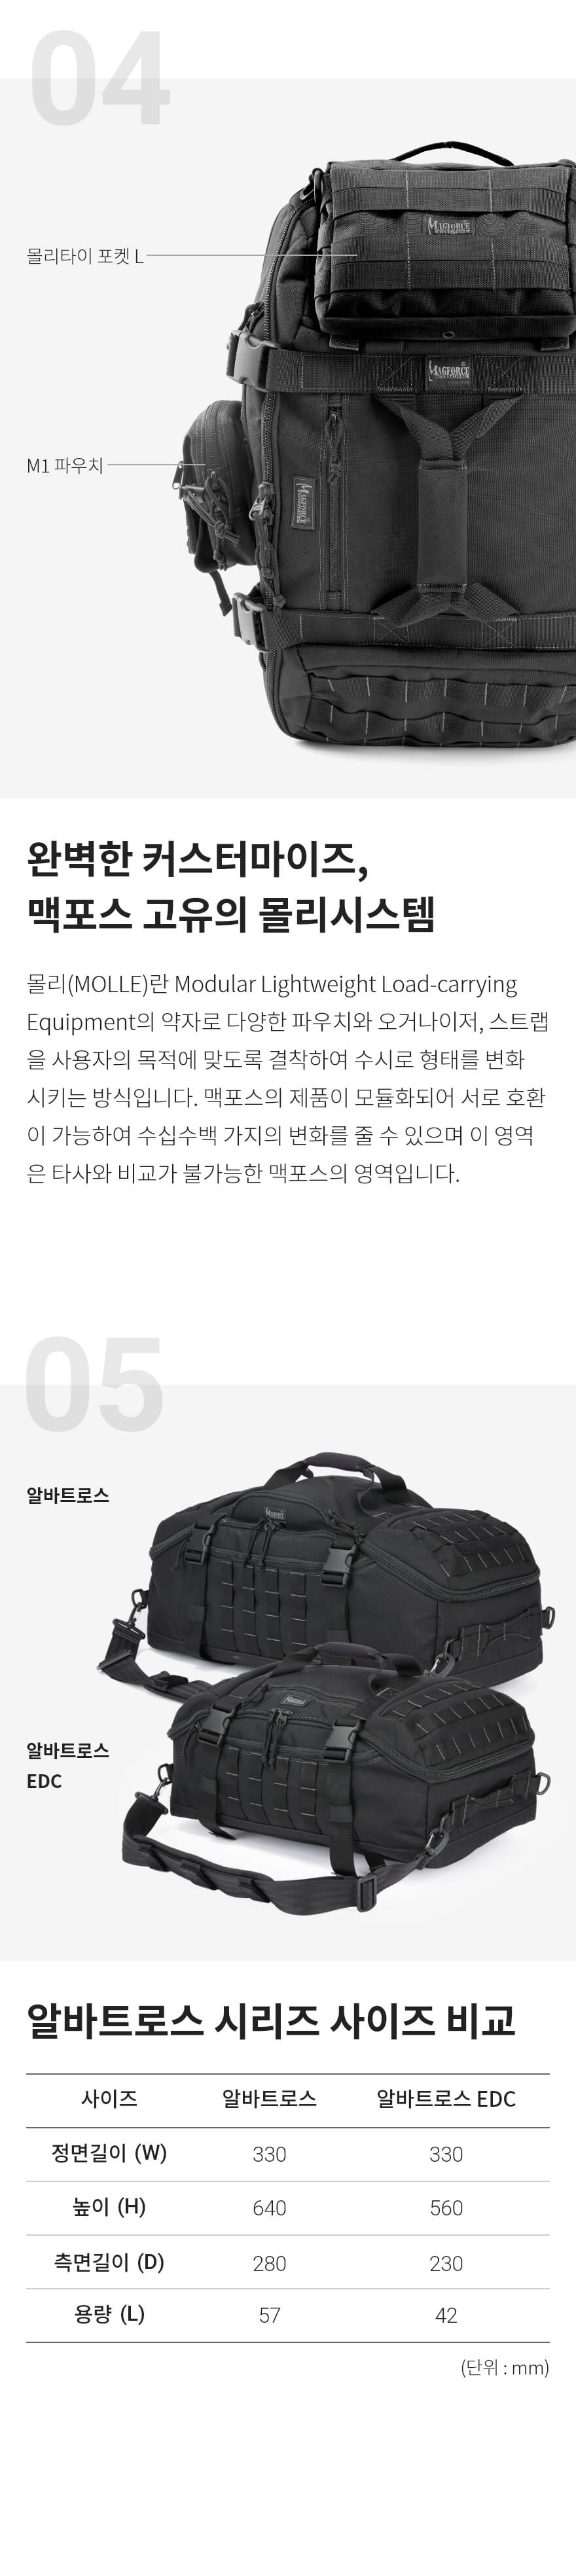 04
몰리타이 포켓 L
MAGFORCE
MAGFORCE
M1 파우치
MAGFORCE
완벽한 커스터마이즈,
맥포스 고유의 몰리시스템
몰리(MOLLE)란 Modular Lightweight Load-carrying
Equipment의 약자로 다양한 파우치와 오거나이저, 스트랩
을 사용자의 목적에 맞도록 결착하여 수시로 형태를 변화
시키는 방식입니다. 맥포스의 제품이 모듈화되어 서로 호환
이 가능하여 수십수백 가지의 변화를 줄 수 있으며 이 영역
은 타사와 비교가 불가능한 맥포스의 영역입니다.
05
알바트로스
알바트로스
EDC
알바트로스 시리즈 사이즈 비교
사이즈 알바트로스 알바트로스 EDC
정면길이 (W) 330 330
높이 (H) 640 560
측면길이 (D) 280 230
용량 (L) 57 42
(단위 : mm)